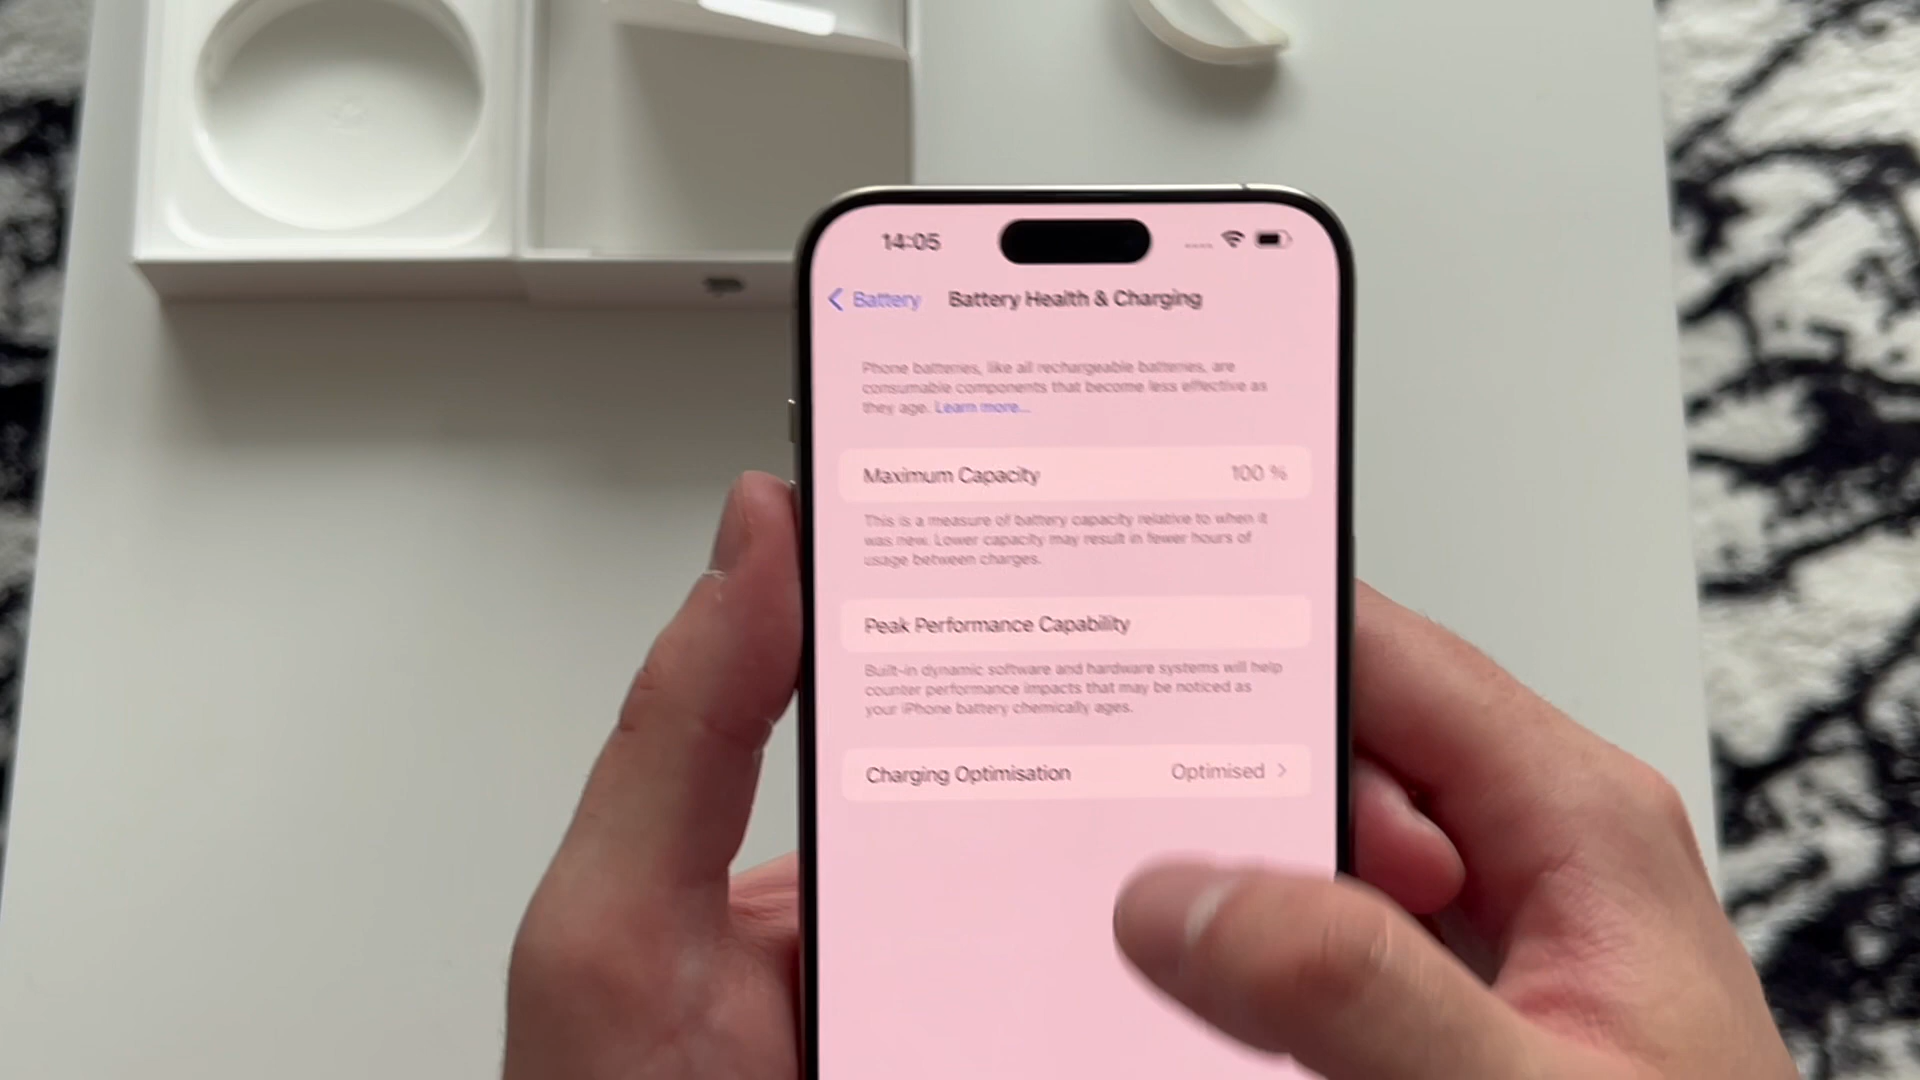 14:05
Battery
Battery Health & Charging
Phone batteries, like all rechargeable batteries, are
consumable components that become less effective as
they age. Learn more...
Maximum Capacity 100 %
This is a measure of battery capacity relative to when it
was new. Lower capacity may result in fewer hours of
usage between charges.
Peak Performance Capability
Built-in dynamic software and hardware systems will help
counter performance impacts that may be noticed as
your iPhone battery chemically ages.
Charging Optimisation Optimised